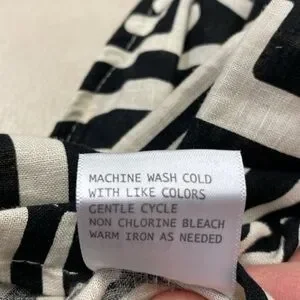 MACHINE WASH COLD
WITH LIKE COLORS
GENTLE CYCLE
NON CHLORINE BLEACH
WARM IRON AS NEEDED